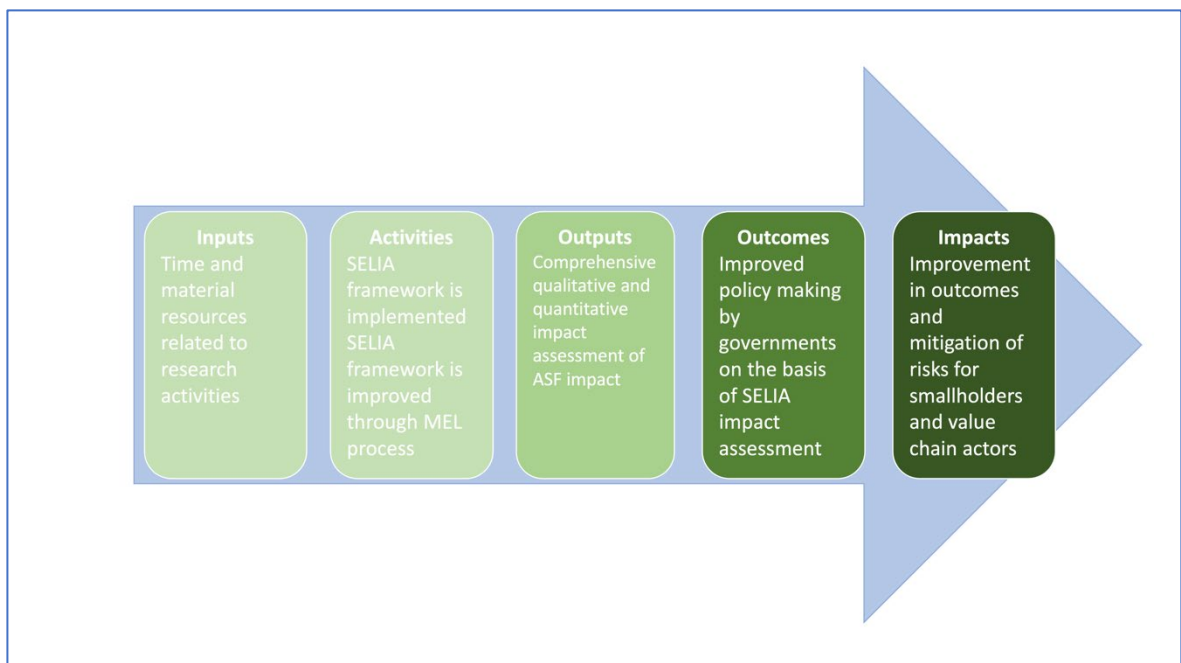 Inputs
Time and
material
resources
related to
research
activities
Activities
SELIA
framework is
implemented
SELIA
framework is
improved
through MEL
process
Outputs
Comprehensive
qualitative and
quantitative
impact
assessment of
ASF impact
Outcomes
Improved
policy making
by
governments
on the basis
of SELIA
impact
assessment
Impacts
Improvement
in outcomes
and
mitigation of
risks for
smallholders
and value
chain actors